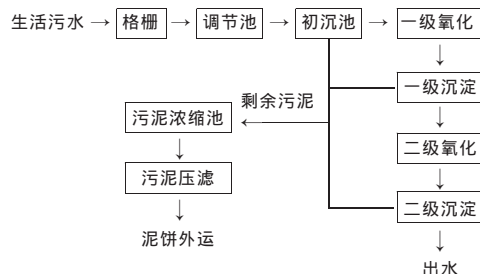 生活污水 → 格栅 → 调节池 → 初沉池 → 一级氧化
一级沉淀
剩余污泥
污泥浓缩池
二级氧化
污泥压滤
二级沉淀
泥饼外运
出水